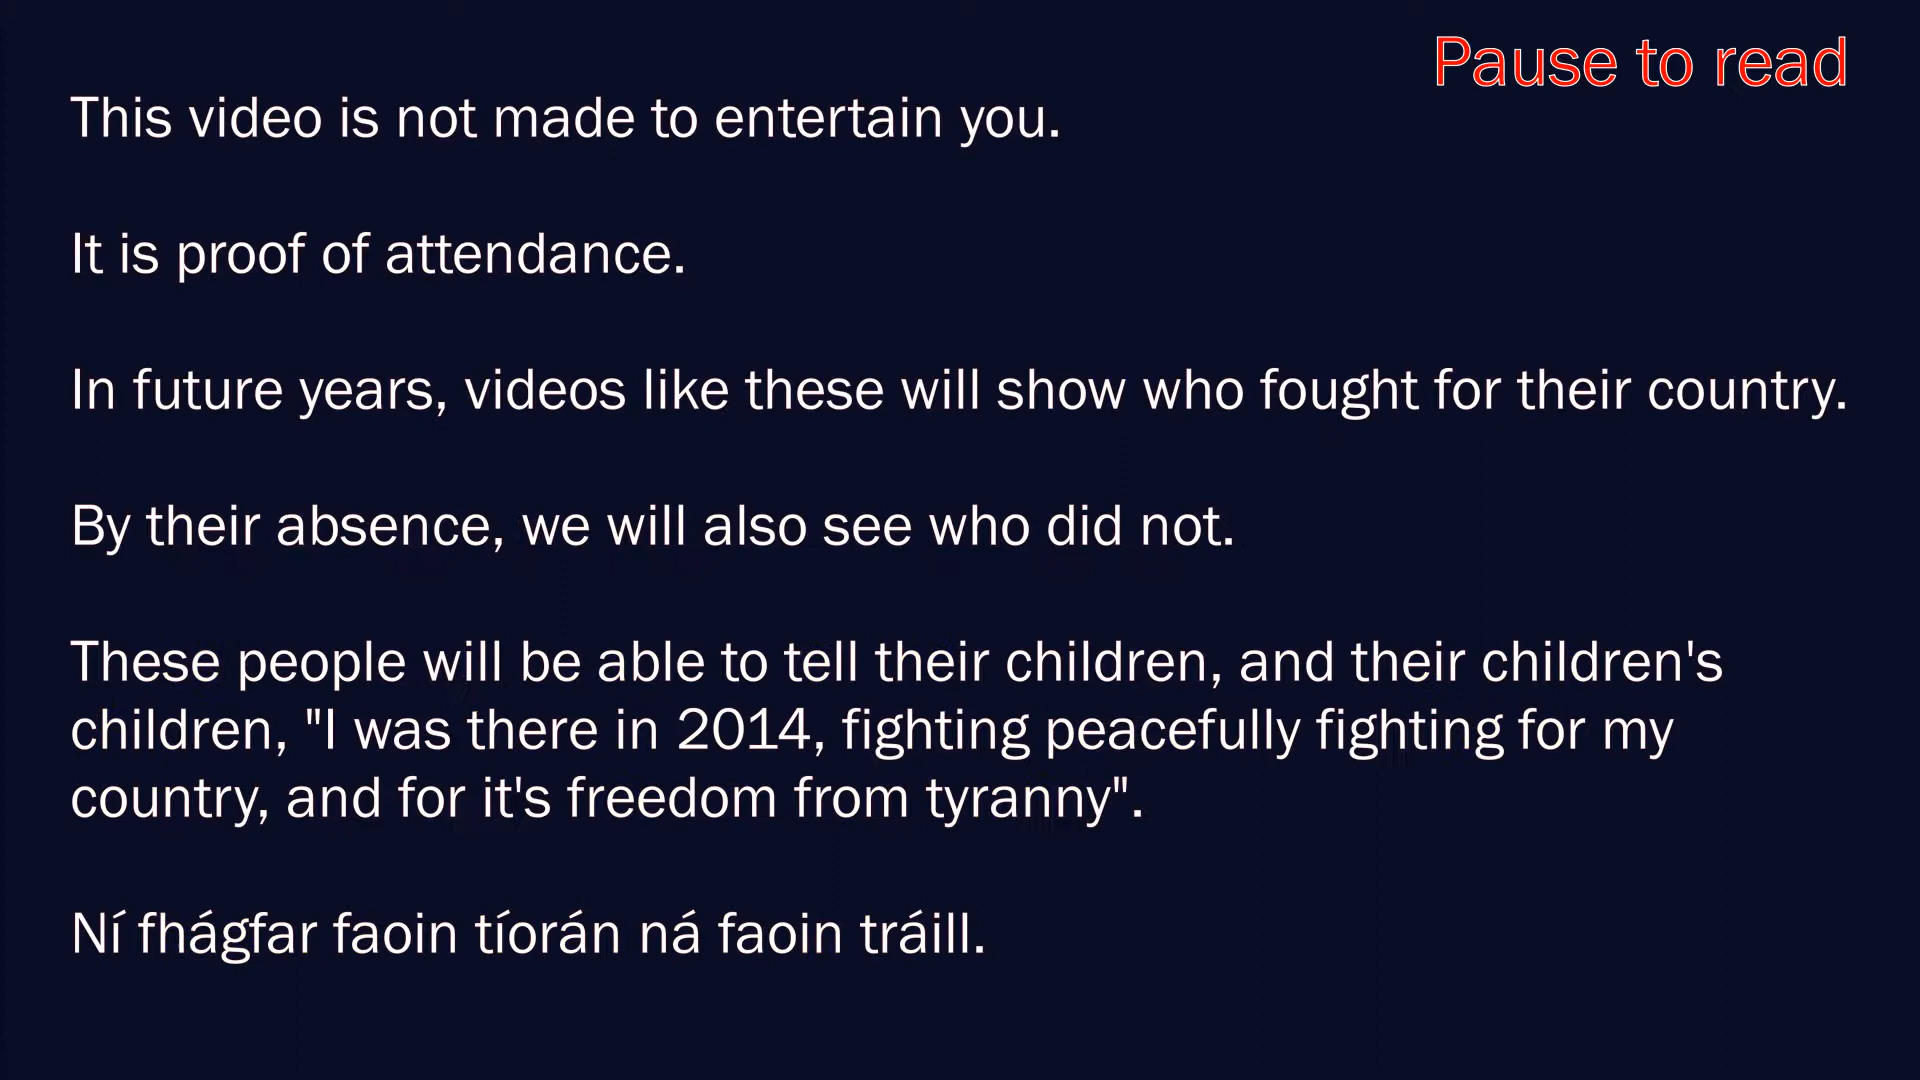 Pause to read
This video is not made to entertain you.
It is proof of attendance.
In future years, videos like these will show who fought for their country.
By their absence, we will also see who did not.
These people will be able to tell their children, and their children's
children, "I was there in 2014, fighting peacefully fighting for my
country, and for it's freedom from tyranny".
Ní fhágfar faoin tíorán ná faoin tráill.